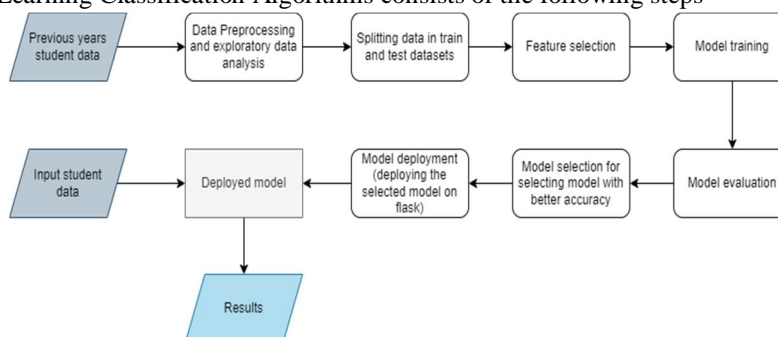 Learning Classification Algorithms consists of the following steps
Previous years
student data
Data Preprocessing
and exploratory data
analysis
Splitting data in train
and test datasets
Feature selection
Model training
Input student
data
Deployed model
Model deployment
(deploying the
selected model on
flask)
Model selection for
selecting model with
better accuracy
Model evaluation
Results